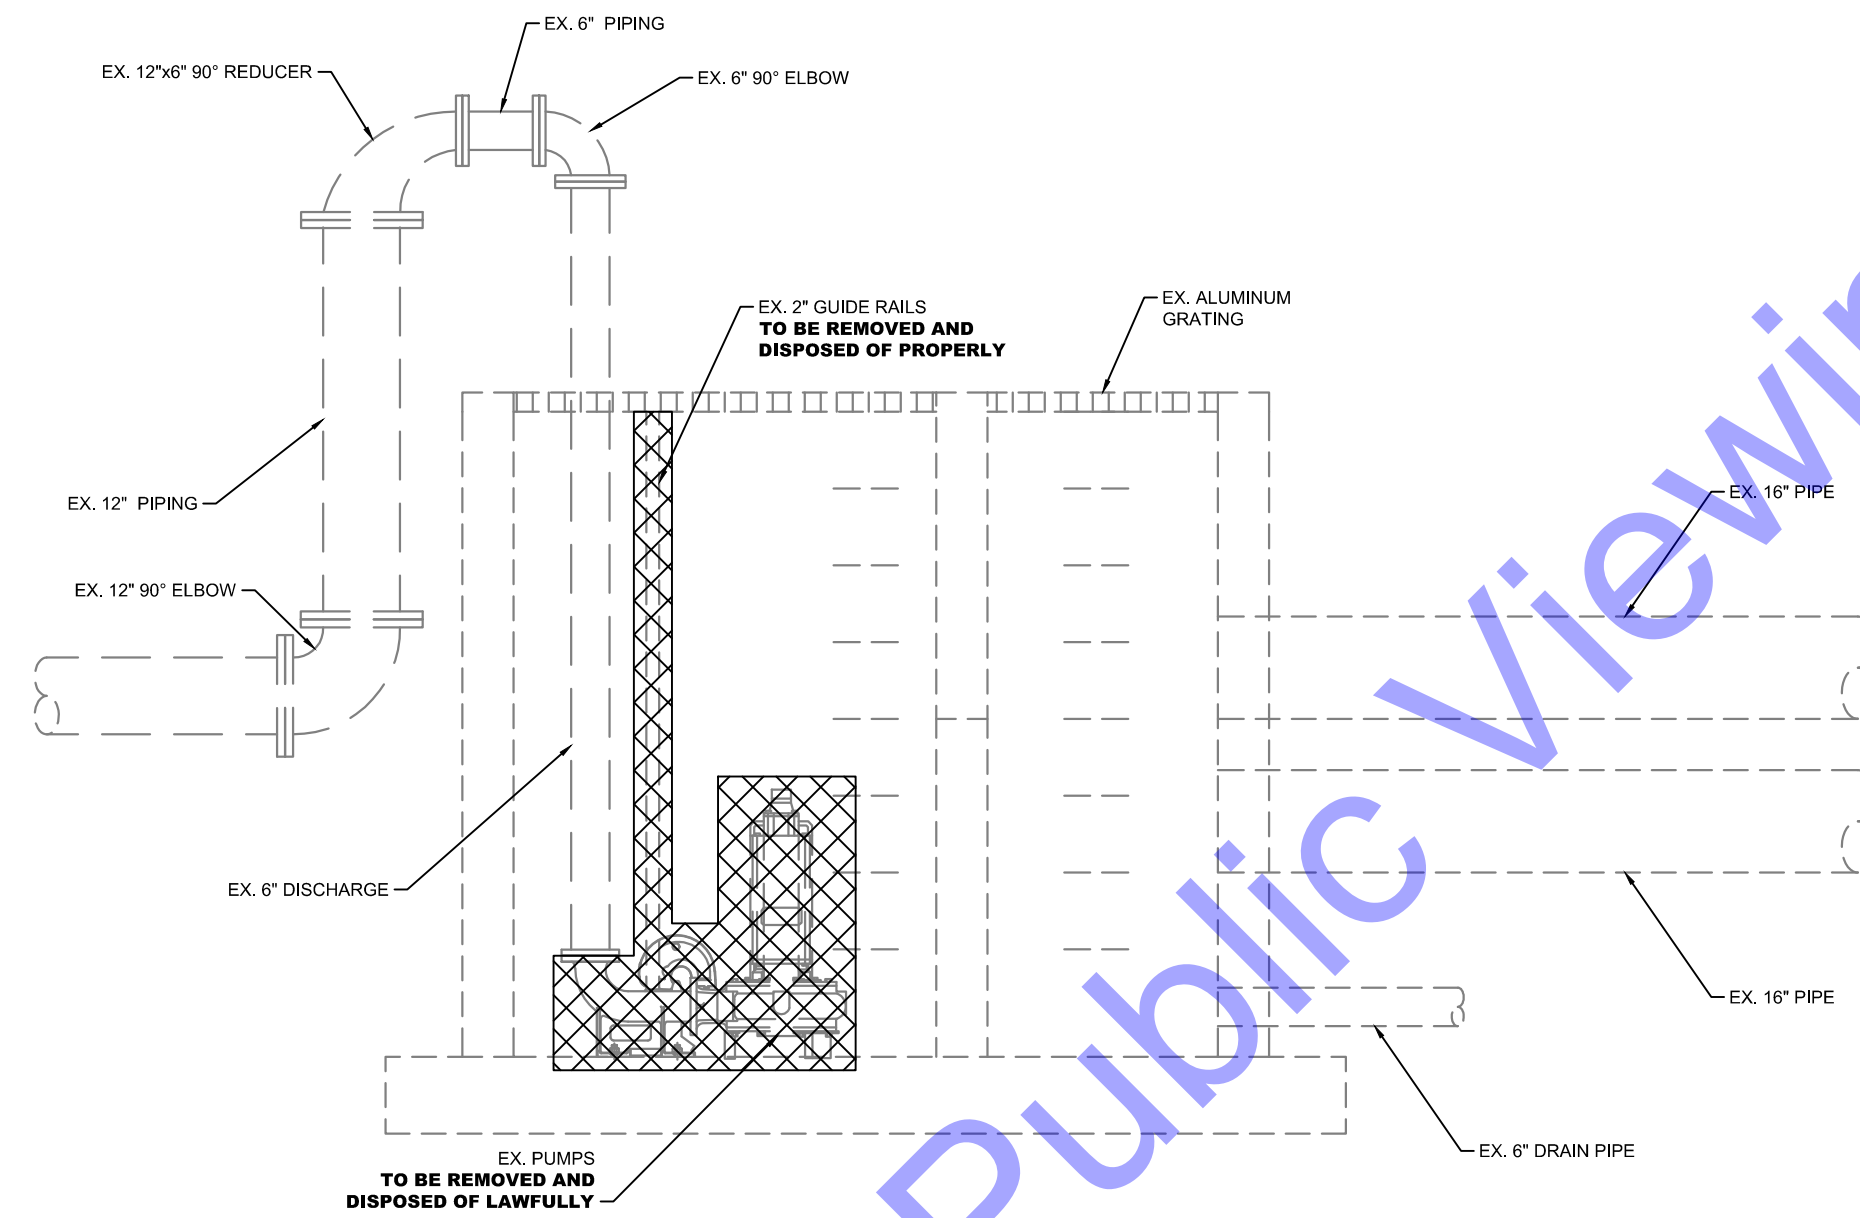 EX. 6" PIPING
EX. 12"x6" 90° REDUCER
EX. 6" 90° ELBOW
EX. 2" GUIDE RAILS
TO BE REMOVED AND
DISPOSED OF PROPERLY
EX. ALUMINUM
GRATING
EX. 12" PIPING
EX. 16" PIPE
EX. 12" 90° ELBOW
EX. 6" DISCHARGE
EX. 16" PIPE
EX. 6" DRAIN PIPE
EX. PUMPS
TO BE REMOVED AND
DISPOSED OF LAWFULLY
Public Viewin